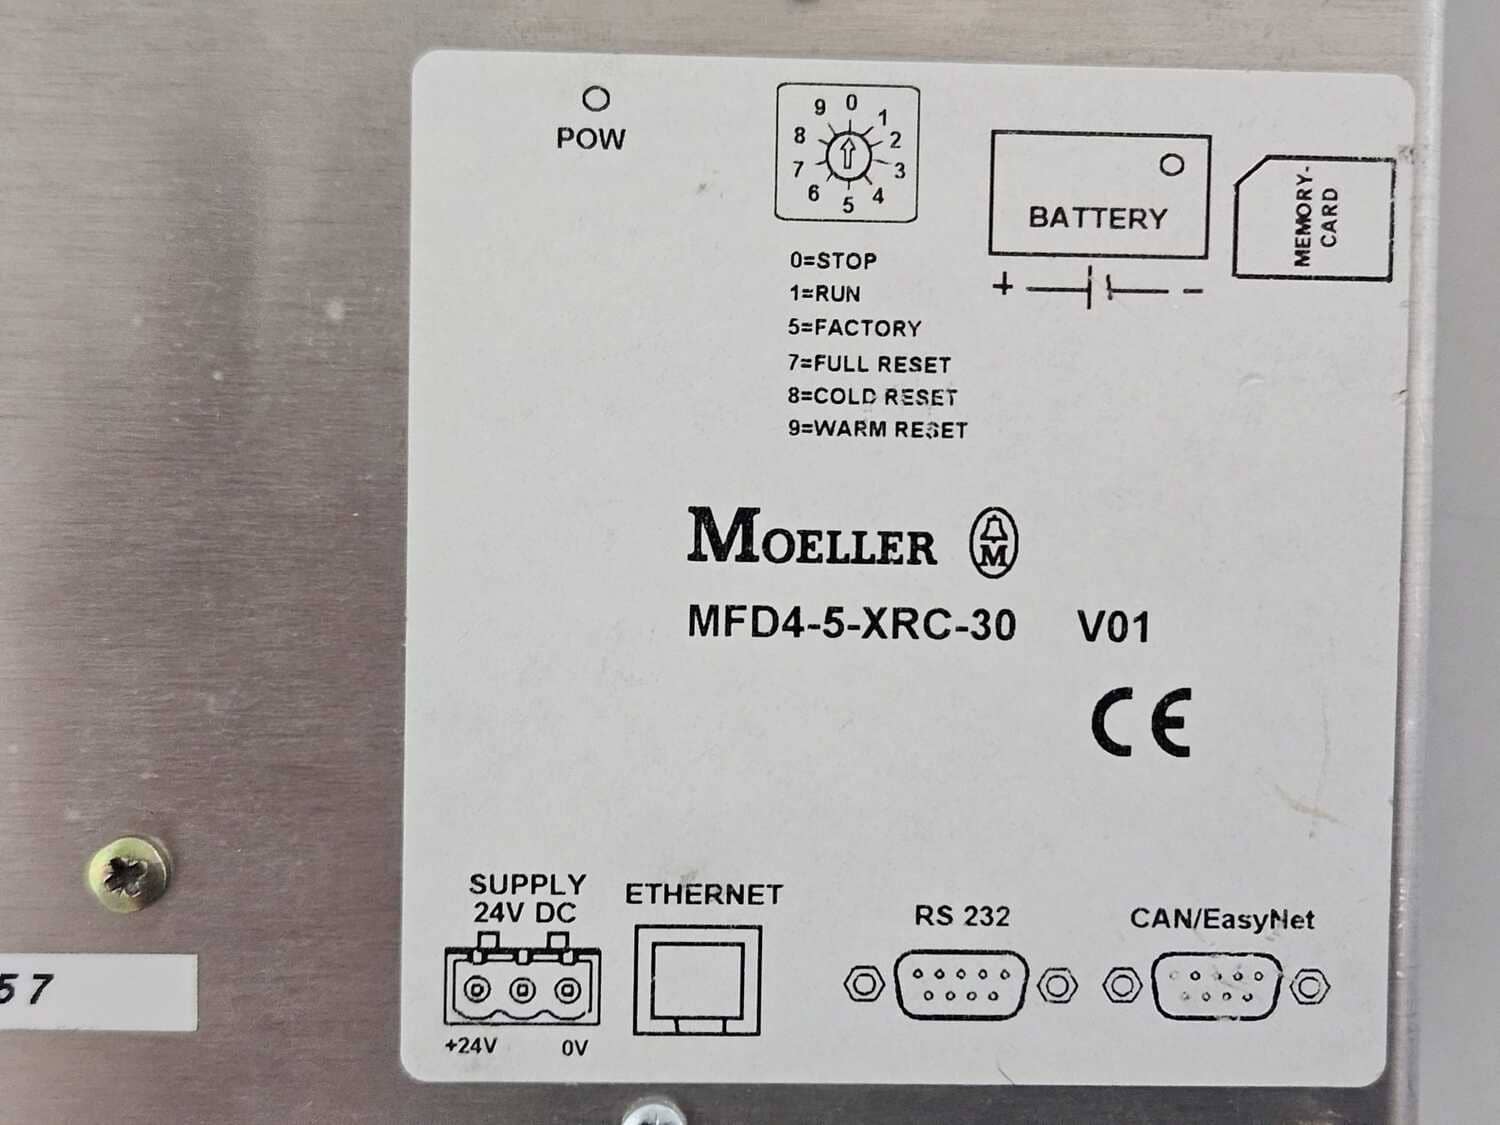 POW
0
1
2
3
4
5
6
7
8
9
0=STOP
1=RUN
5=FACTORY
7=FULL RESET
8=COLD RESET
9=WARM RESET
BATTERY
+ -
MEMORY-
CARD
MOELLER M
MFD4-5-XRC-30 V01
CE
SUPPLY
24V DC
+24V 0V
ETHERNET
RS 232
CAN/EasyNet
57